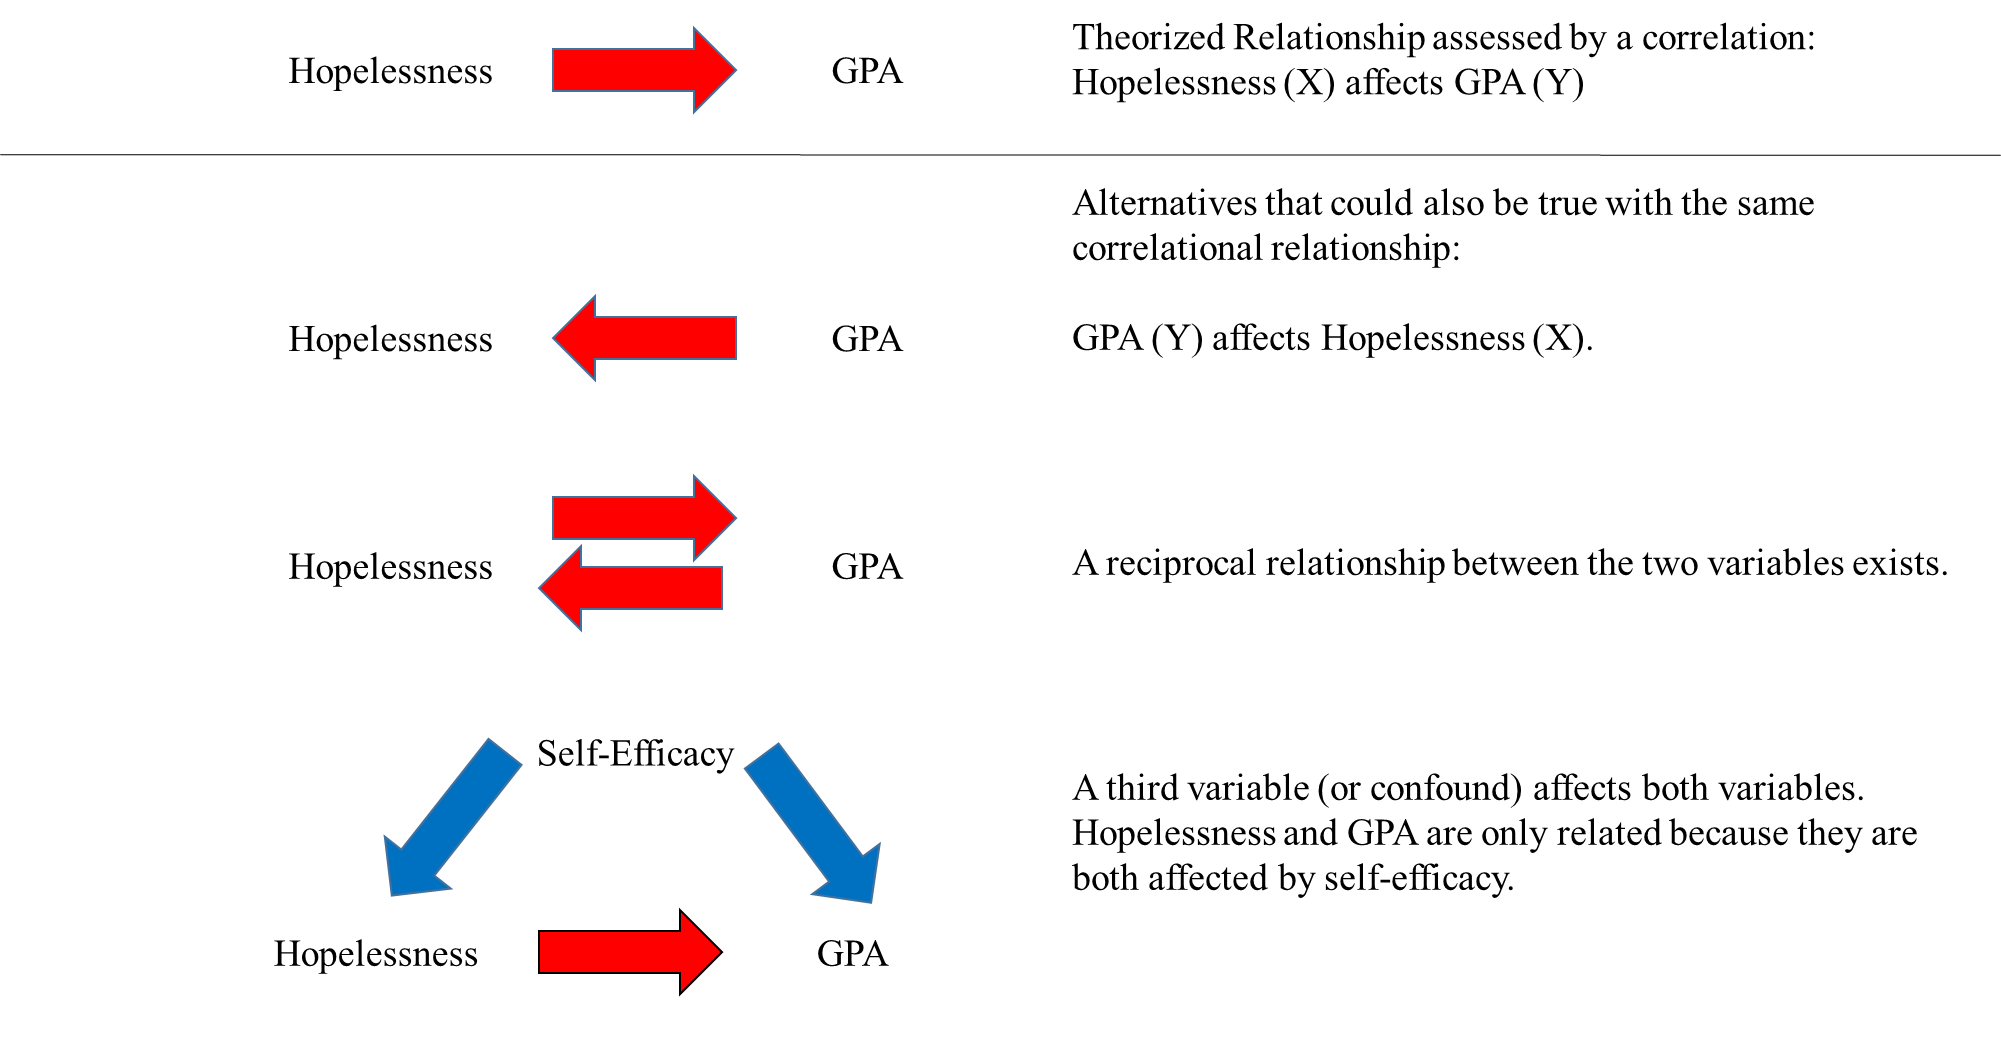 Hopelessness
GPA
Theorized Relationship assessed by a correlation:
Hopelessness (X) affects GPA (Y)
Alternatives that could also be true with the same
correlational relationship:
Hopelessness
GPA
GPA (Y) affects Hopelessness (X).
Hopelessness
GPA
A reciprocal relationship between the two variables exists.
Self-Efficacy
A third variable (or confound) affects both variables.
Hopelessness and GPA are only related because they are
both affected by self-efficacy.
Hopelessness
GPA